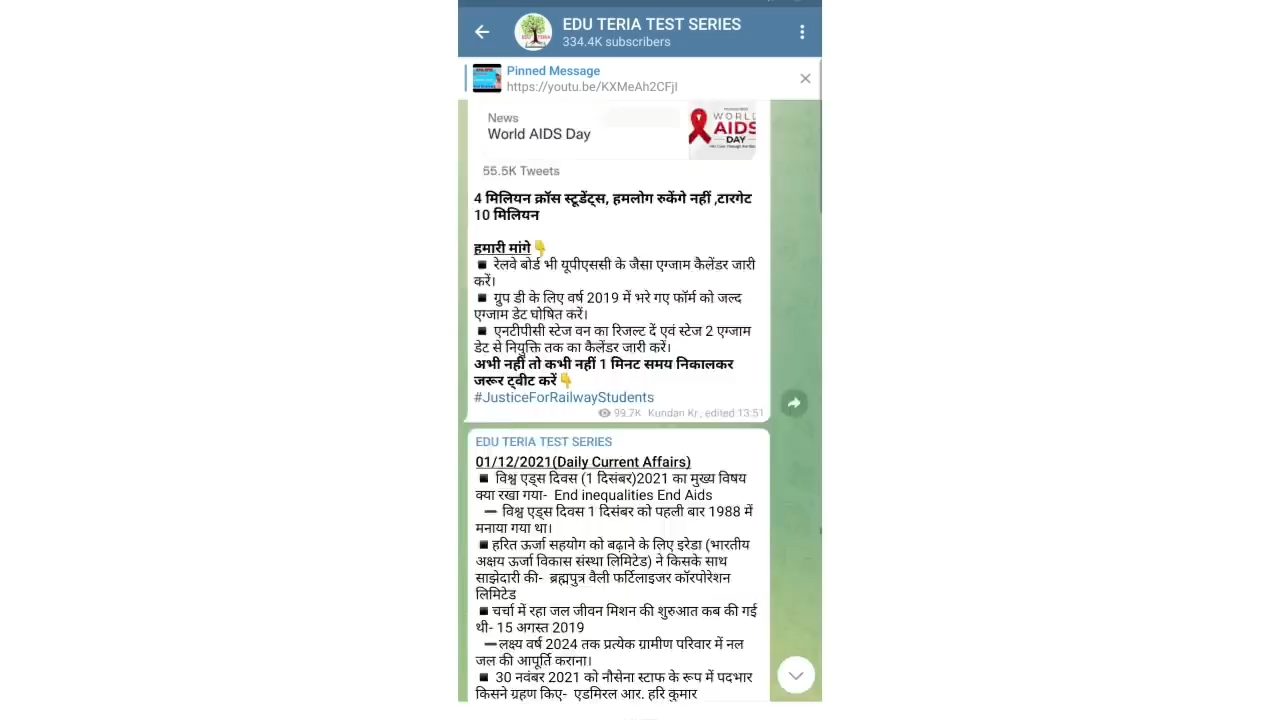 EDU TERIA TEST SERIES
334.4K subscribers
Pinned Message
https://youtu.be/KXMeAh2CFjI
News
World AIDS Day
WORLD
AIDS
DAY
55.5K Tweets
4 मिलियन क्रॉस स्टूडेंट्स, हमलोग रुकेंगे नहीं ,टारगेट
10 मिलियन
हमारी मांगे👇
◾ रेलवे बोर्ड भी यूपीएससी के जैसा एग्जाम कैलेंडर जारी
करें।
◾ ग्रुप डी के लिए वर्ष 2019 में भरे गए फॉर्म को जल्द
एग्जाम डेट घोषित करें।
◾ एनटीपीसी स्टेज वन का रिजल्ट दें एवं स्टेज 2 एग्जाम
डेट से नियुक्ति तक का कैलेंडर जारी करें।
अभी नहीं तो कभी नहीं 1 मिनट समय निकालकर
जरूर ट्वीट करें👇
#JusticeForRailwayStudents
99.7K Kundan Kr., edited 13:51
EDU TERIA TEST SERIES
01/12/2021(Daily Current Affairs)
◾ विश्व एड्स दिवस (1 दिसंबर)2021 का मुख्य विषय
क्या रखा गया- End inequalities End Aids
➖ विश्व एड्स दिवस 1 दिसंबर को पहली बार 1988 में
मनाया गया था।
◾हरित ऊर्जा सहयोग को बढ़ाने के लिए इरेडा (भारतीय
अक्षय ऊर्जा विकास संस्था लिमिटेड) ने किसके साथ
साझेदारी की- ब्रह्मपुत्र वैली फर्टिलाइजर कॉरपोरेशन
लिमिटेड
◾चर्चा में रहा जल जीवन मिशन की शुरुआत कब की गई
थी- 15 अगस्त 2019
➖लक्ष्य वर्ष 2024 तक प्रत्येक ग्रामीण परिवार में नल
जल की आपूर्ति कराना।
◾ 30 नवंबर 2021 को नौसेना स्टाफ के रूप में पदभार
किसने ग्रहण किए- एडमिरल आर. हरि कुमार